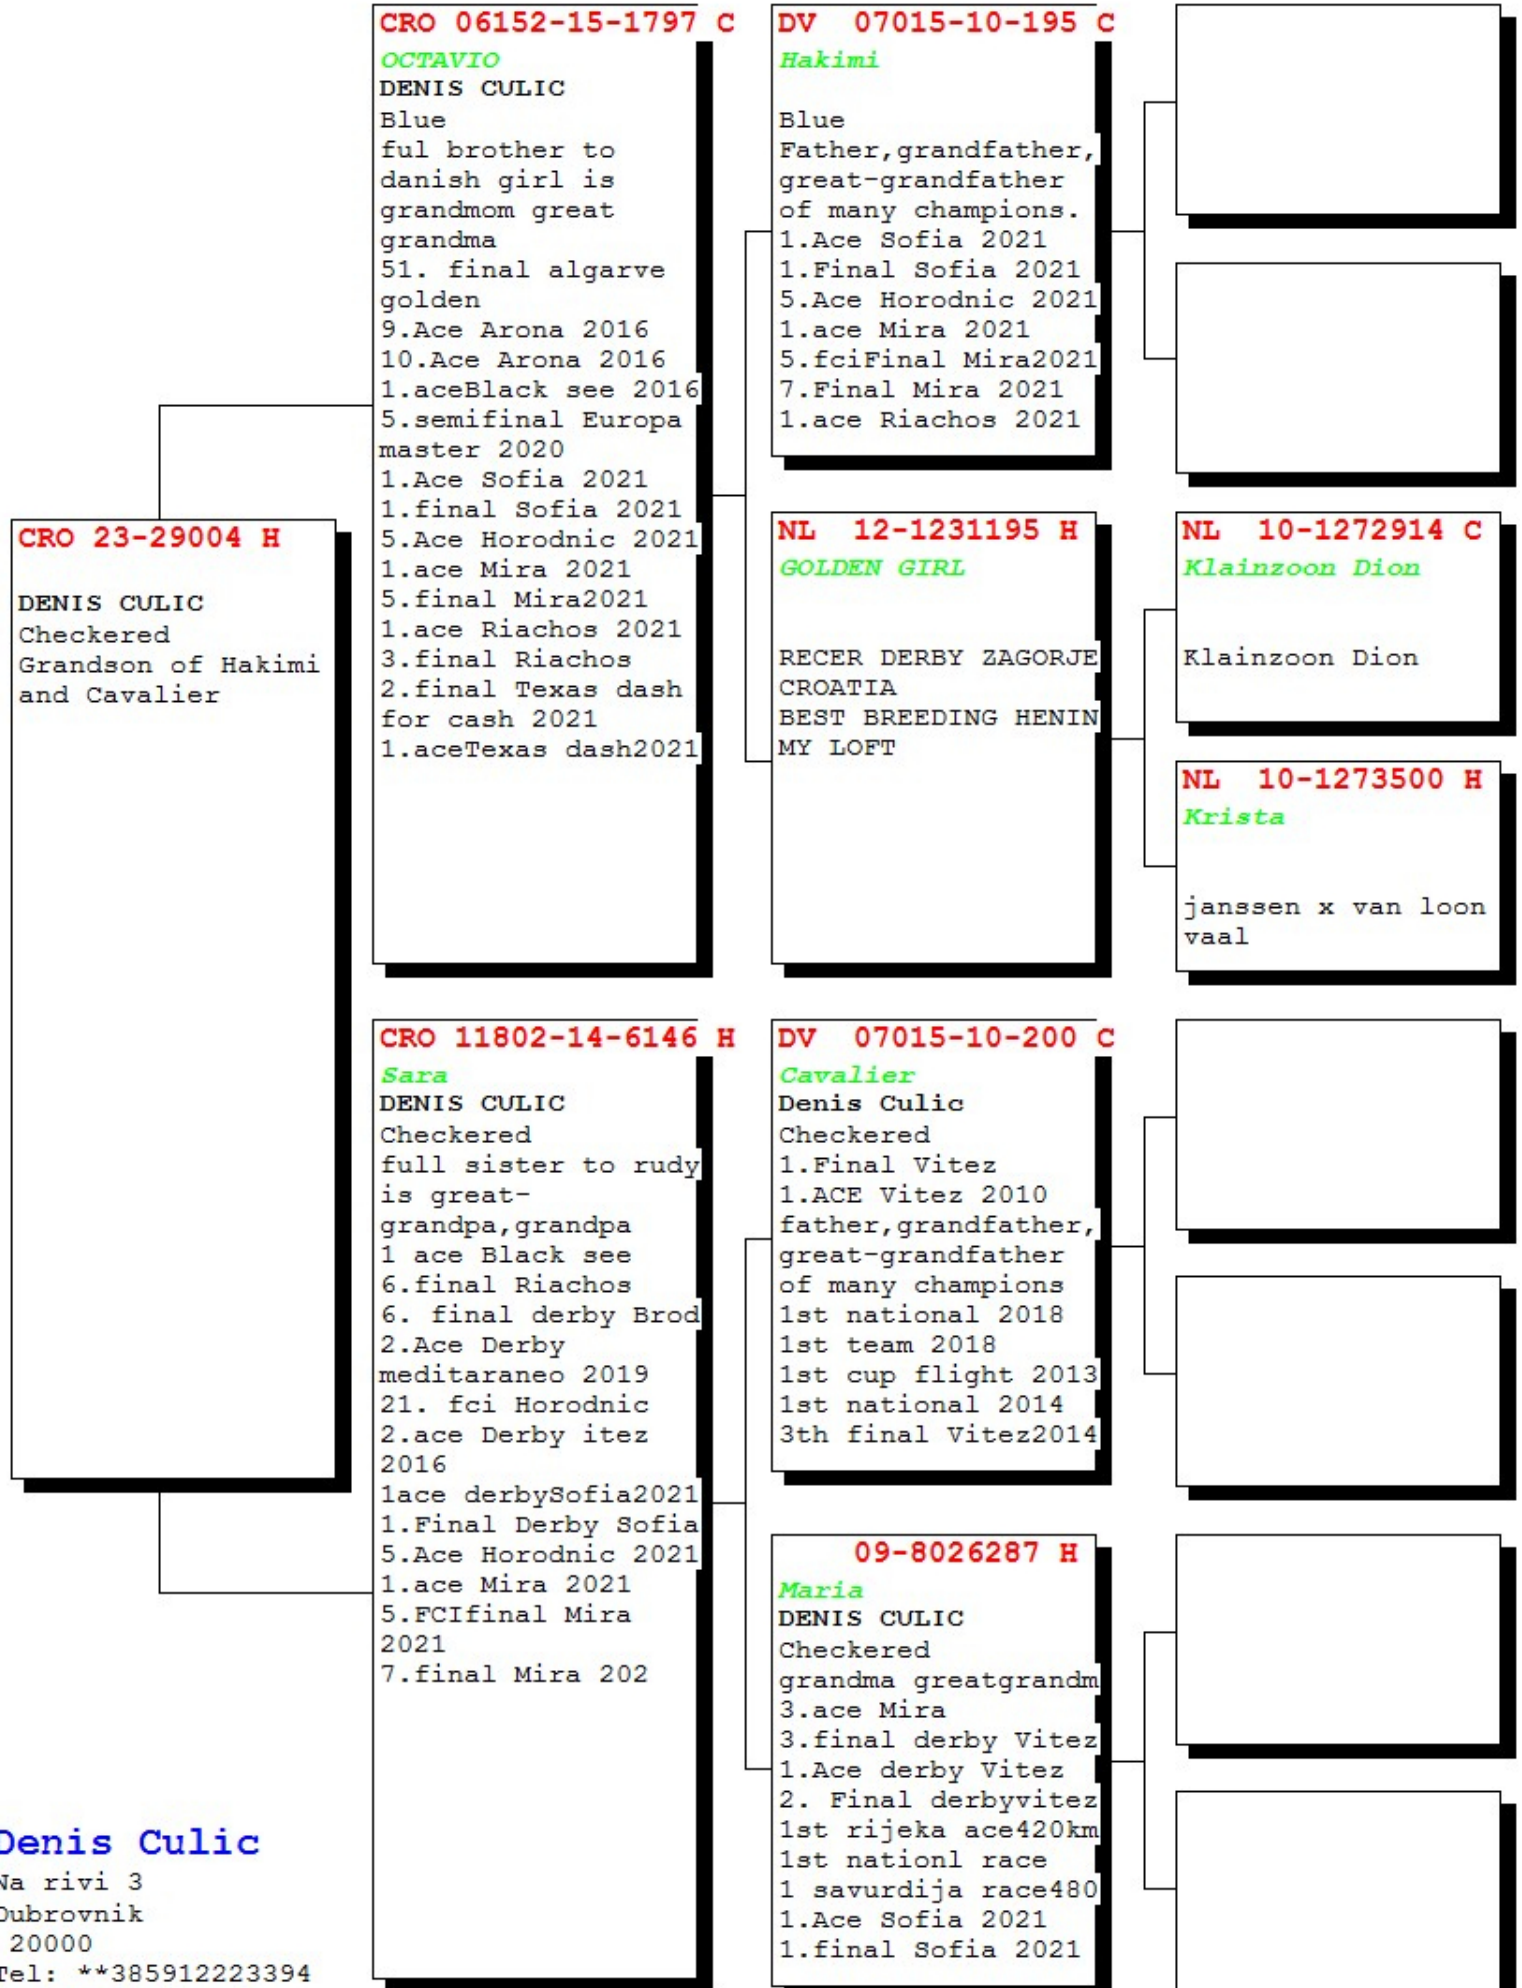 CRO 23-29004 H
DENIS CULIC
Checkered
Grandson of Hakimi
and Cavalier
CRO 06152-15-1797 C
OCTAVIO
DENIS CULIC
Blue
ful brother to
danish girl is
grandmom great
grandma
51. final algarve
golden
9.Ace Arona 2016
10.Ace Arona 2016
1.aceBlack see 2016
5.semifinal Europa
master 2020
1.Ace Sofia 2021
1.final Sofia 2021
5.Ace Horodnic 2021
1.ace Mira 2021
5.final Mira2021
1.ace Riachos 2021
3.final Riachos
2.final Texas dash
for cash 2021
1.aceTexas dash2021
CRO 11802-14-6146 H
Sara
DENIS CULIC
Checkered
full sister to rudy
is great-
grandpa,grandpa
1 ace Black see
6.final Riachos
6. final derby Brod
2.Ace Derby
meditaraneo 2019
21. fci Horodnic
2.ace Derby itez
2016
1ace derbySofia2021
1.Final Derby Sofia
5.Ace Horodnic 2021
1.ace Mira 2021
5.FCIfinal Mira
2021
7.final Mira 202
DV 07015-10-195 C
Hakimi
Blue
Father,grandfather,
great-grandfather
of many champions.
1.Ace Sofia 2021
1.Final Sofia 2021
5.Ace Horodnic 2021
1.ace Mira 2021
5.fciFinal Mira2021
7.Final Mira 2021
1.ace Riachos 2021
NL 12-1231195 H
GOLDEN GIRL
RECER DERBY ZAGORJE
CROATIA
BEST BREEDING HENIN
MY LOFT
DV 07015-10-200 C
Cavalier
Denis Culic
Checkered
1.Final Vitez
1.ACE Vitez 2010
father,grandfather,
great-grandfather
of many champions
1st national 2018
1st team 2018
1st cup flight 2013
1st national 2014
3th final Vitez2014
09-8026287 H
Maria
DENIS CULIC
Checkered
grandma greatgrandm
3.ace Mira
3.final derby Vitez
1.Ace derby Vitez
2. Final derbyvitez
1st rijeka ace420km
1st nationl race
1 savurdija race480
1.Ace Sofia 2021
1.final Sofia 2021
NL 10-1272914 C
Klainzoon Dion
Klainzoon Dion
NL 10-1273500 H
Krista
janssen x van loon
vaal
Denis Culic
Na rivi 3
Dubrovnik
20000
Tel: **385912223394